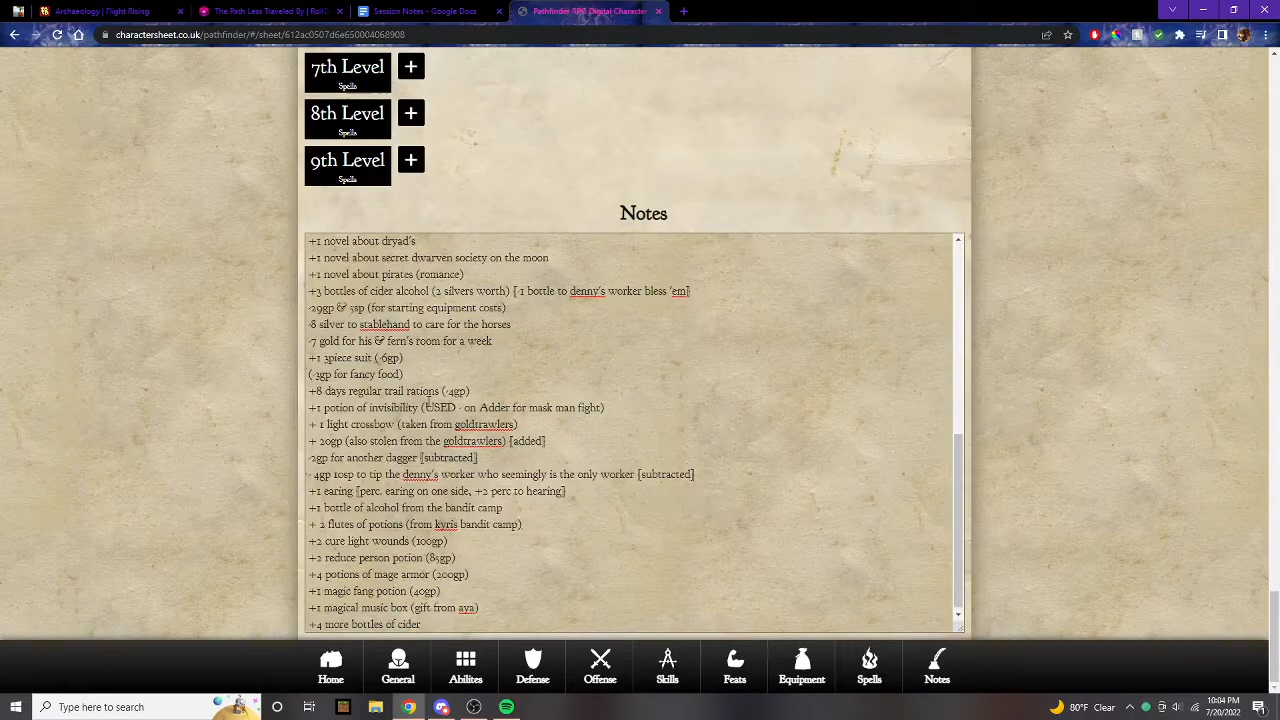 Archaeology | Flight Rising
The Path Less Traveled By | Roll2
Session Notes - Google Docs
Pathfinder RPG Digital Character
charactersheet.co.uk/pathfinder/#/sheet/612ac0507d6e650004068908
7th Level
Spells
8th Level
Spells
9th Level
Spells
Notes
+1 novel about dryad's
+1 novel about secret dwarven society on the moon
+1 novel about pirates (romance)
+3 bottles of cider alcohol (2 silvers worth) [-1 bottle to denny's worker bless 'em]
-29gp & 5sp (for starting equipment costs)
-8 silver to stablehand to care for the horses
-7 gold for his & fern's room for a week
+1 3piece suit (-6gp)
(-2gp for fancy food)
+8 days regular trail rations (-4gp)
+1 potion of invisibility (USED - on Adder for mask man fight)
+ 1 light crossbow (taken from goldtrawlers)
+ 20gp (also stolen from the goldtrawlers) [added]
-2gp for another dagger [subtracted]
- 4gp 10sp to tip the denny's worker who seemingly is the only worker [subtracted]
+1 earing [perc. earing on one side, +2 perc to hearing]
+1 bottle of alcohol from the bandit camp
+ 2 flutes of potions (from kyris bandit camp)
+2 cure light wounds (100gp)
+2 reduce person potion (85gp)
+4 potions of mage armor (200gp)
+1 magic fang potion (40gp)
+1 magical music box (gift from aya)
+4 more bottles of cider
Home General Abilites Defense Offense Skills Feats Equipment Spells Notes
Type here to search
80°F Clear
10:04 PM
7/20/2022